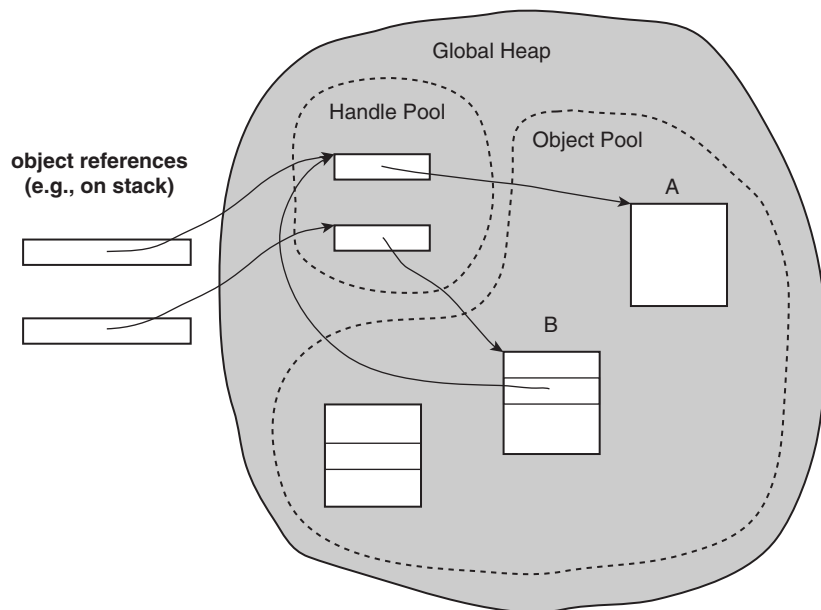 Global Heap
Handle Pool
Object Pool
object references
(e.g., on stack)
A
B